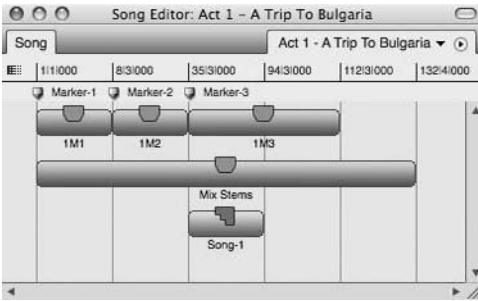 Song Editor: Act 1 - A Trip To Bulgaria
Song
Act 1 - A Trip To Bulgaria
1|1|000 8|3|000 35|3|000 94|3|000 112|3|000 132|4|000
Marker-1 Marker-2 Marker-3
1M1 1M2 1M3
Mix Stems
Song-1